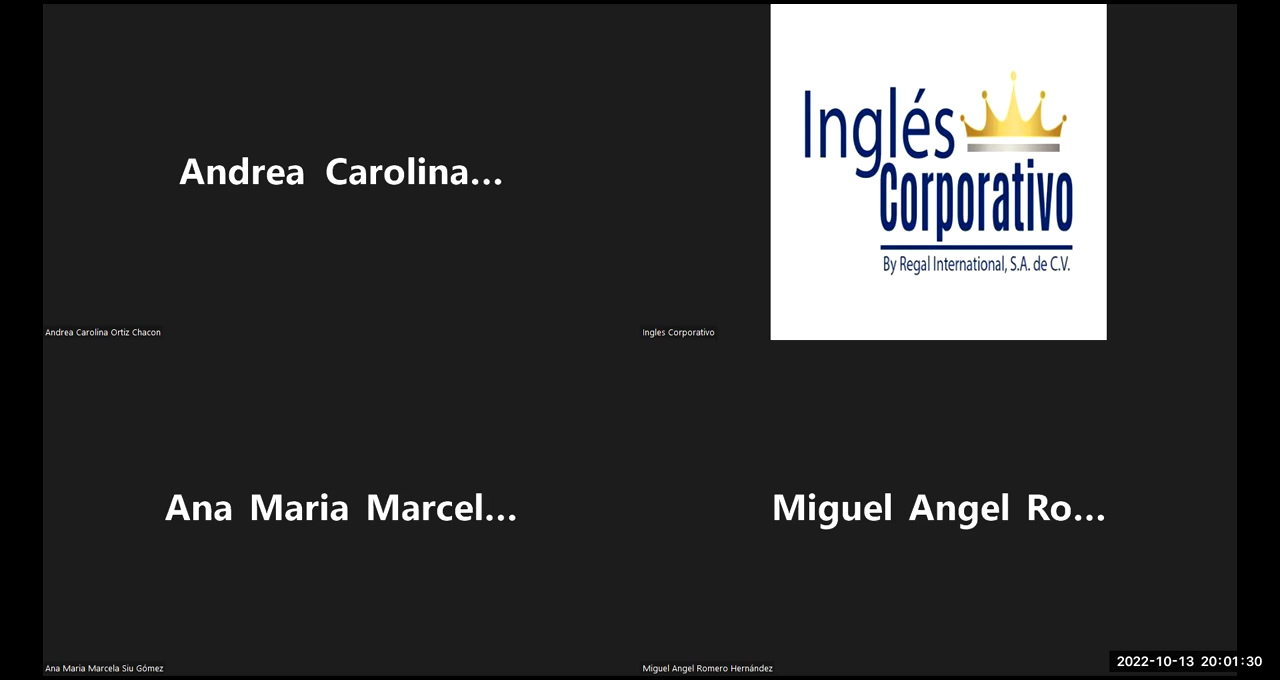 Andrea Carolina...
Andrea Carolina Ortiz Chacon
Inglés
Corporativo
By Regal International, S.A. de C.V.
Ingles Corporativo
Ana Maria Marcel...
Ana Maria Marcela Siu Gómez
Miguel Angel Ro...
Miguel Angel Romero Hernández
2022-10-13 20:01:30